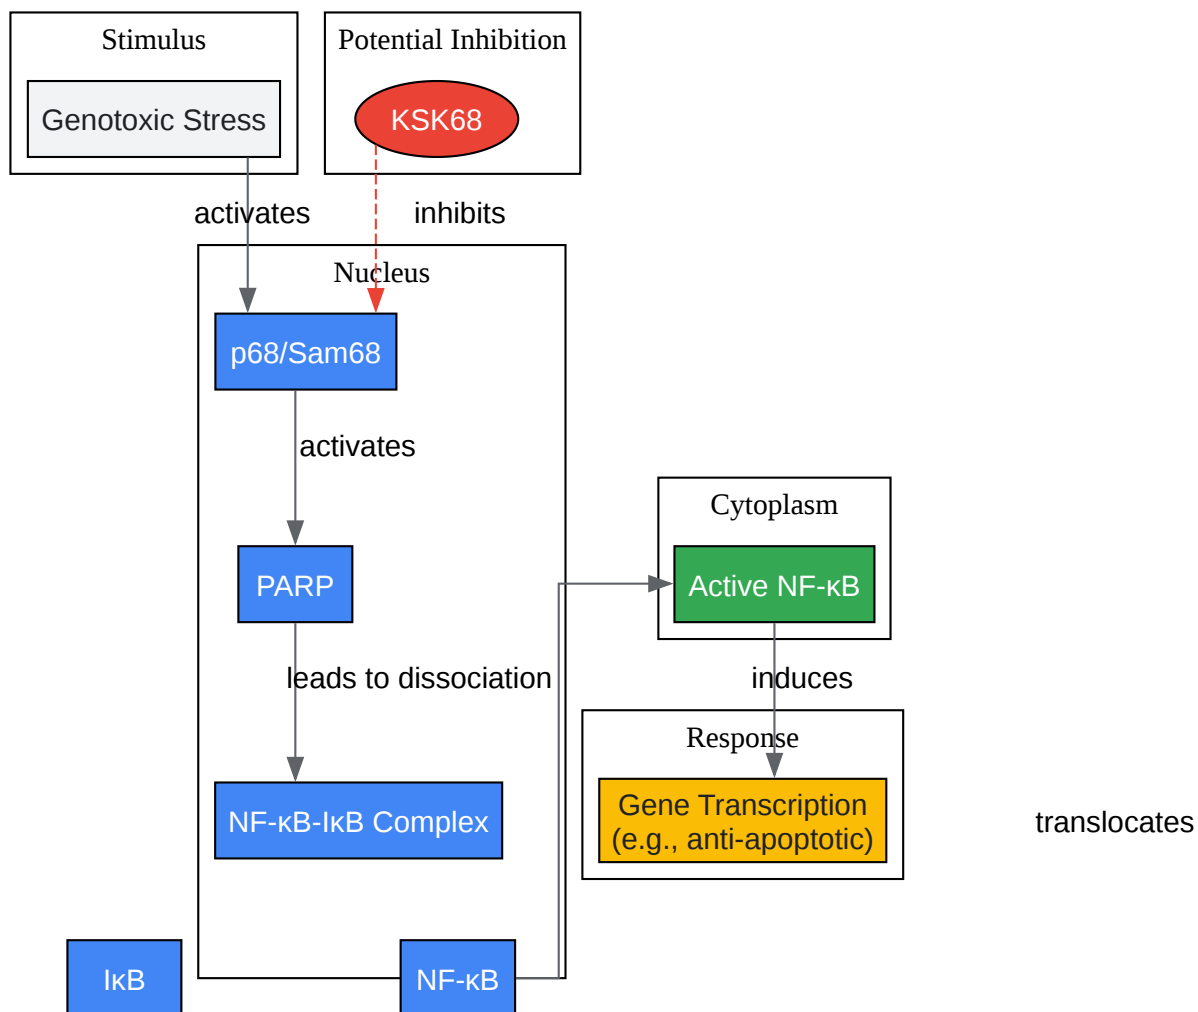 Stimulus
Potential Inhibition
Genotoxic Stress
KSK68
activates
inhibits
Nucleus
p68/Sam68
activates
Cytoplasm
PARP
Active NF-κB
leads to dissociation
induces
Response
NF-κB-IκB Complex
Gene Transcription
(e.g., anti-apoptotic)
translocates
IκB
NF-κB